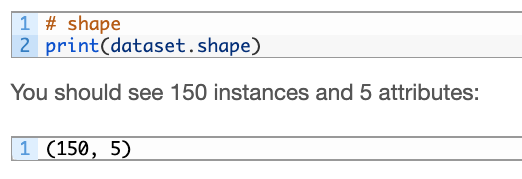 1 # shape
2 print(dataset.shape)
You should see 150 instances and 5 attributes:
1 (150, 5)